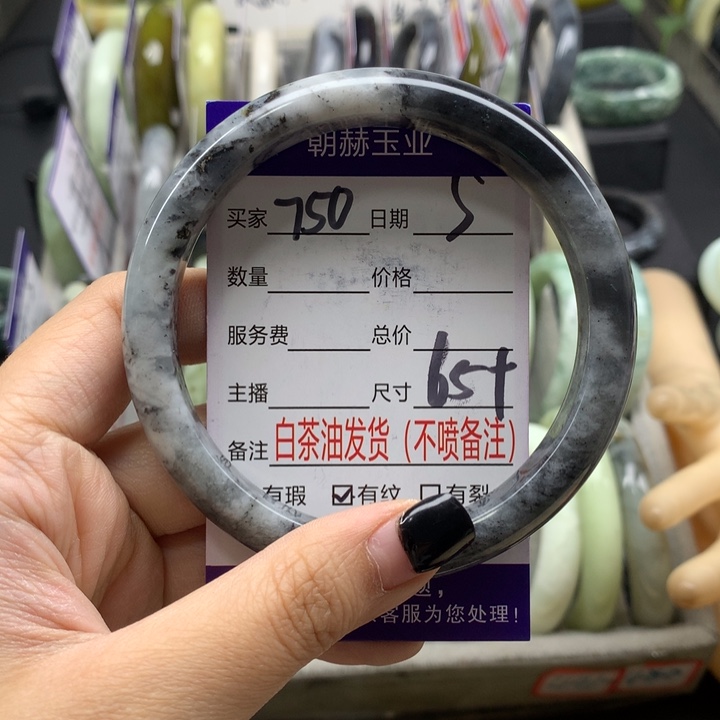 朝赫玉业
买家 750 日期 5
数量 价格
服务费 总价
主播 尺寸 65+
备注 白茶油发货（不喷备注）
有瑕 ☑有纹 □有裂
客服为您处理！